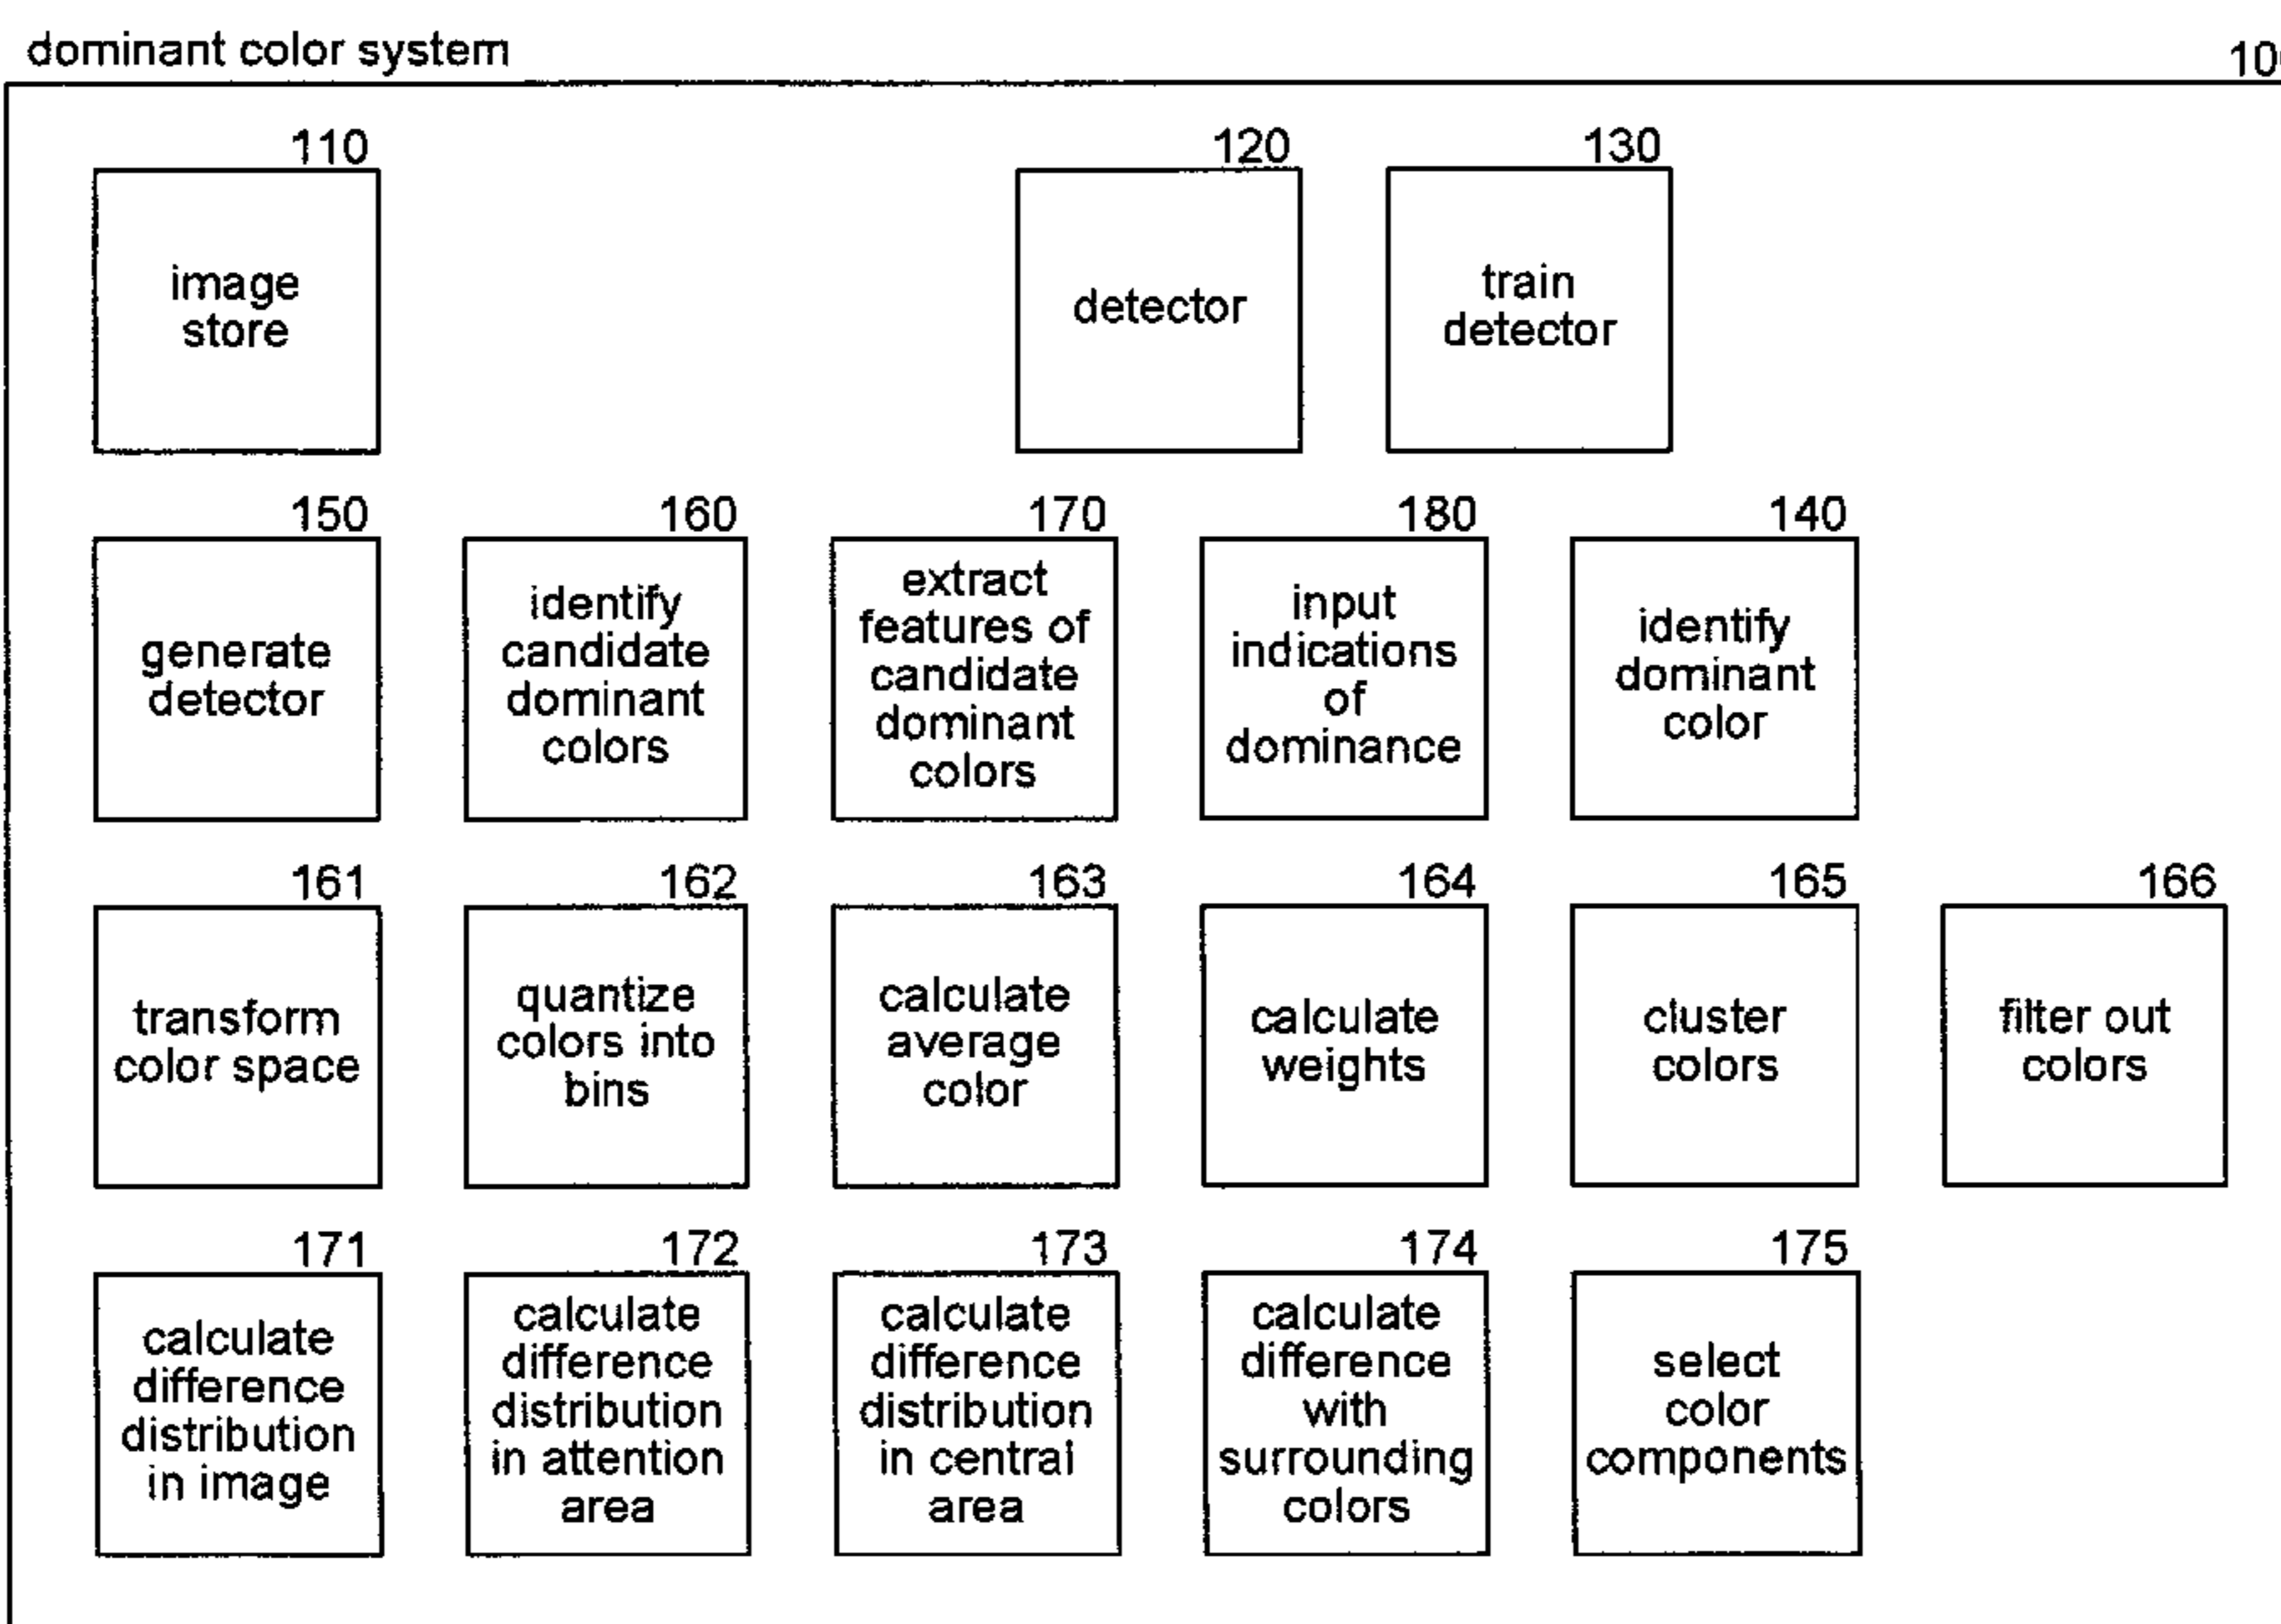 dominant color system
110
120
130
image
store
detector
train
detector
150
160
170
180
140
generate
detector
identify
candidate
dominant
colors
extract
features of
candidate
dominant
colors
input
indications
of
dominance
identify
dominant
color
161
162
163
164
165
166
transform
color space
quantize
colors into
bins
calculate
average
color
calculate
weights
cluster
colors
filter out
colors
171
172
173
174
175
calculate
difference
distribution
in image
calculate
difference
distribution
in attention
area
calculate
difference
distribution
in central
area
calculate
difference
with
surrounding
colors
select
color
components